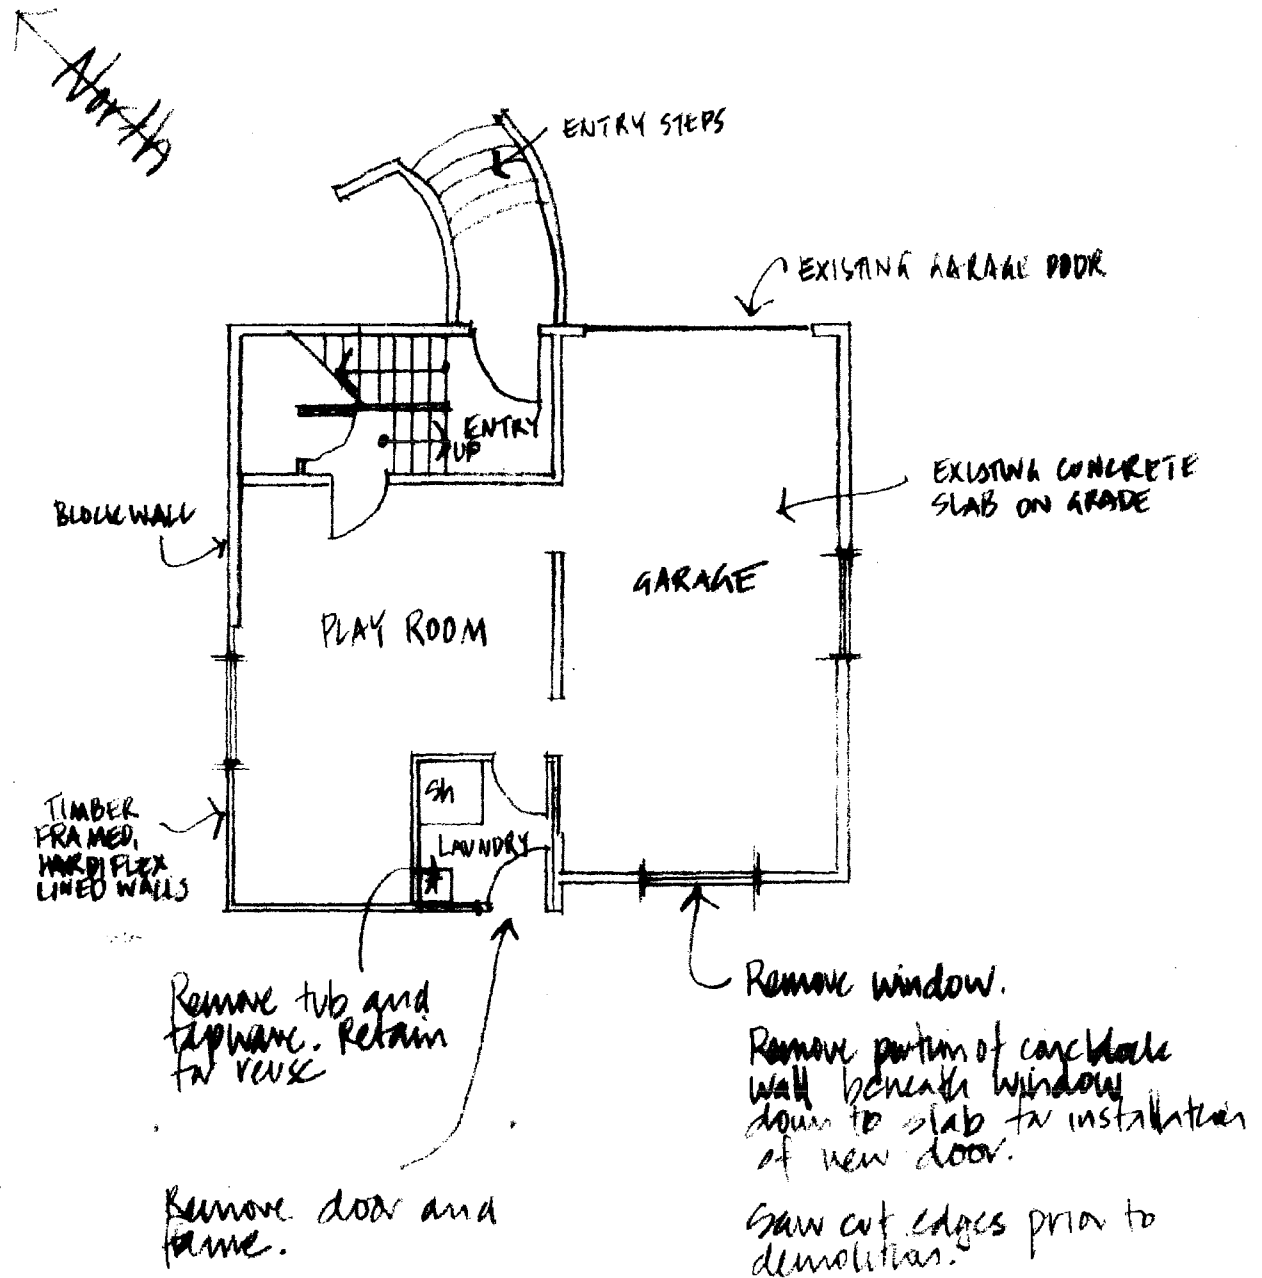 North
ENTRY STEPS
EXISTING GARAGE DOOR
ENTRY
UP
EXISTING CONCRETE
SLAB ON GRADE
BLOCKWALL
GARAGE
PLAY ROOM
Sh
TIMBER
FRAMED,
HARDIFLEX
LINED WALLS
LAUNDRY
Remove tub and
tapware. Retain
for reuse
Remove window.
Remove portion of conc block
wall beneath window
down to slab for installation
of new door.
Remove door and
frame.
Saw cut edges prior to
demolition.